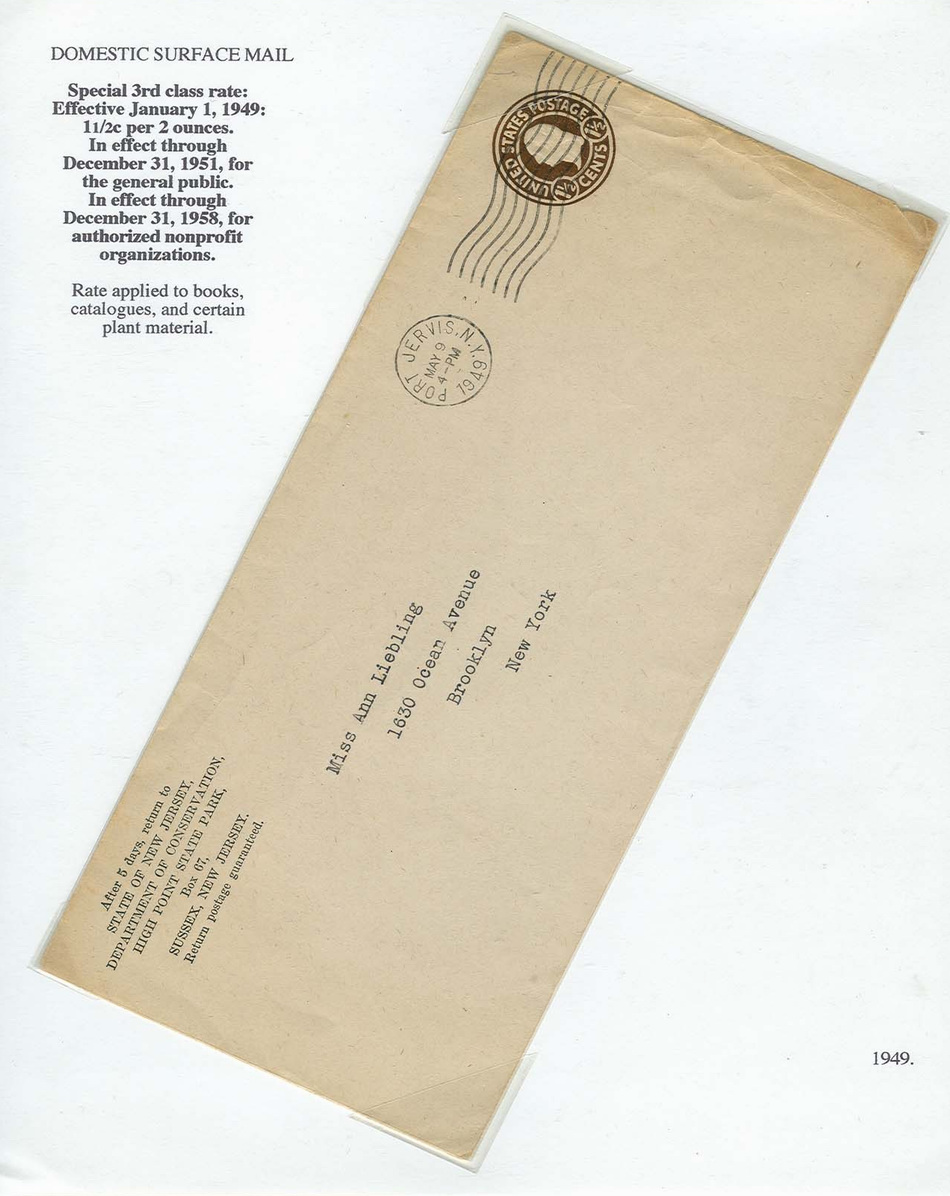 DOMESTIC SURFACE MAIL
Special 3rd class rate:
Effective January 1, 1949:
11/2c per 2 ounces.
In effect through
December 31, 1951, for
the general public.
In effect through
December 31, 1958, for
authorized nonprofit
organizations.
Rate applied to books,
catalogues, and certain
plant material.
UNITED STATES POSTAGE
1½ CENTS 1½
PORT JERVIS, N.Y.
MAY 9
4-PM
1949
Miss Ann Liebling
1630 Ocean Avenue
Brooklyn
New York
After 5 days, return to
STATE OF NEW JERSEY,
DEPARTMENT OF CONSERVATION,
HIGH POINT STATE PARK,
Box 67,
SUSSEX, NEW JERSEY.
Return postage guaranteed.
1949.